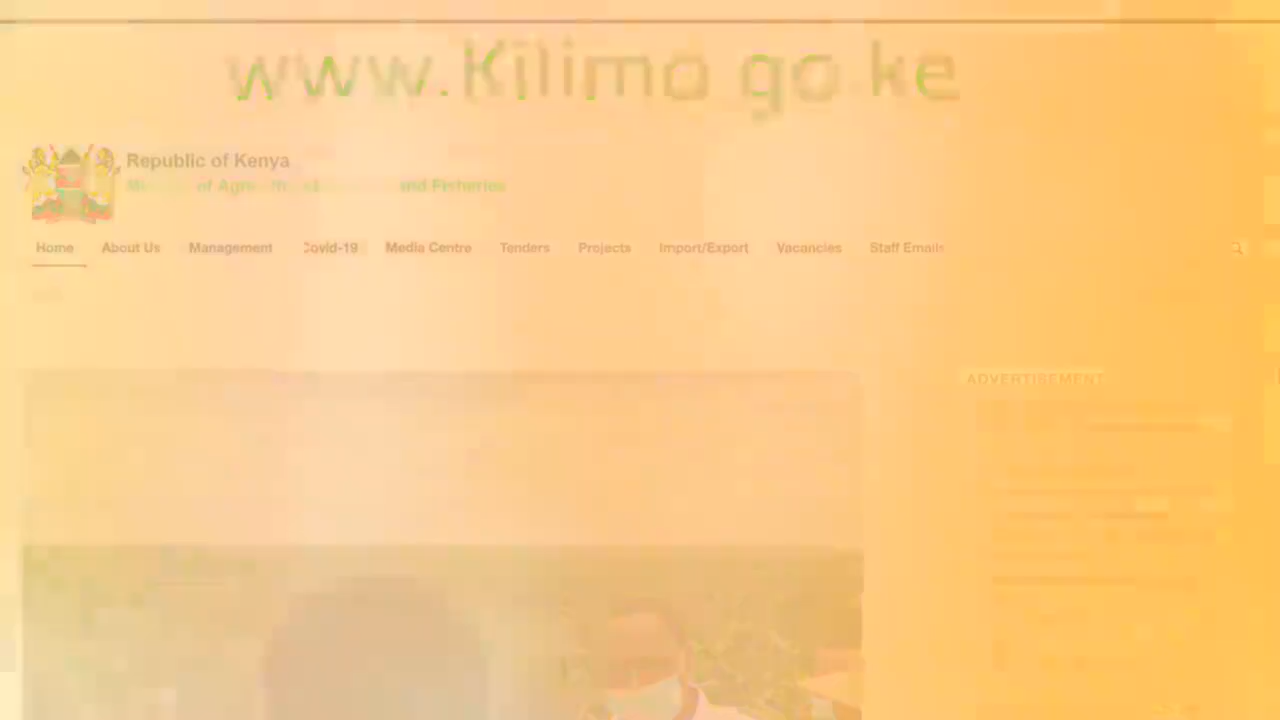 www.Kilimo go ke
Republic of Kenya
of and Fisheries
Home About Us Management Covid-19 Media Centre Tenders Projects Import/Export Vacancies Staff Emails
ADVERTISEMENT